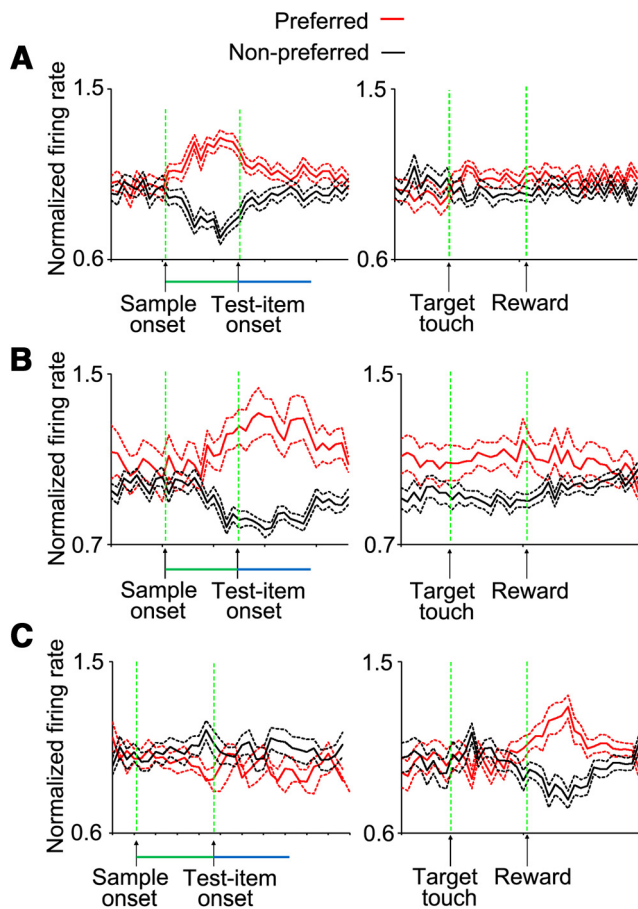 Preferred
Non-preferred
A
1.5
1.5
Normalized firing rate
0.6
0.6
Sample onset
Test-item onset
Target touch
Reward
B
1.5
1.5
Normalized firing rate
0.7
0.7
Sample onset
Test-item onset
Target touch
Reward
C
1.5
1.5
Normalized firing rate
0.6
0.6
Sample onset
Test-item onset
Target touch
Reward